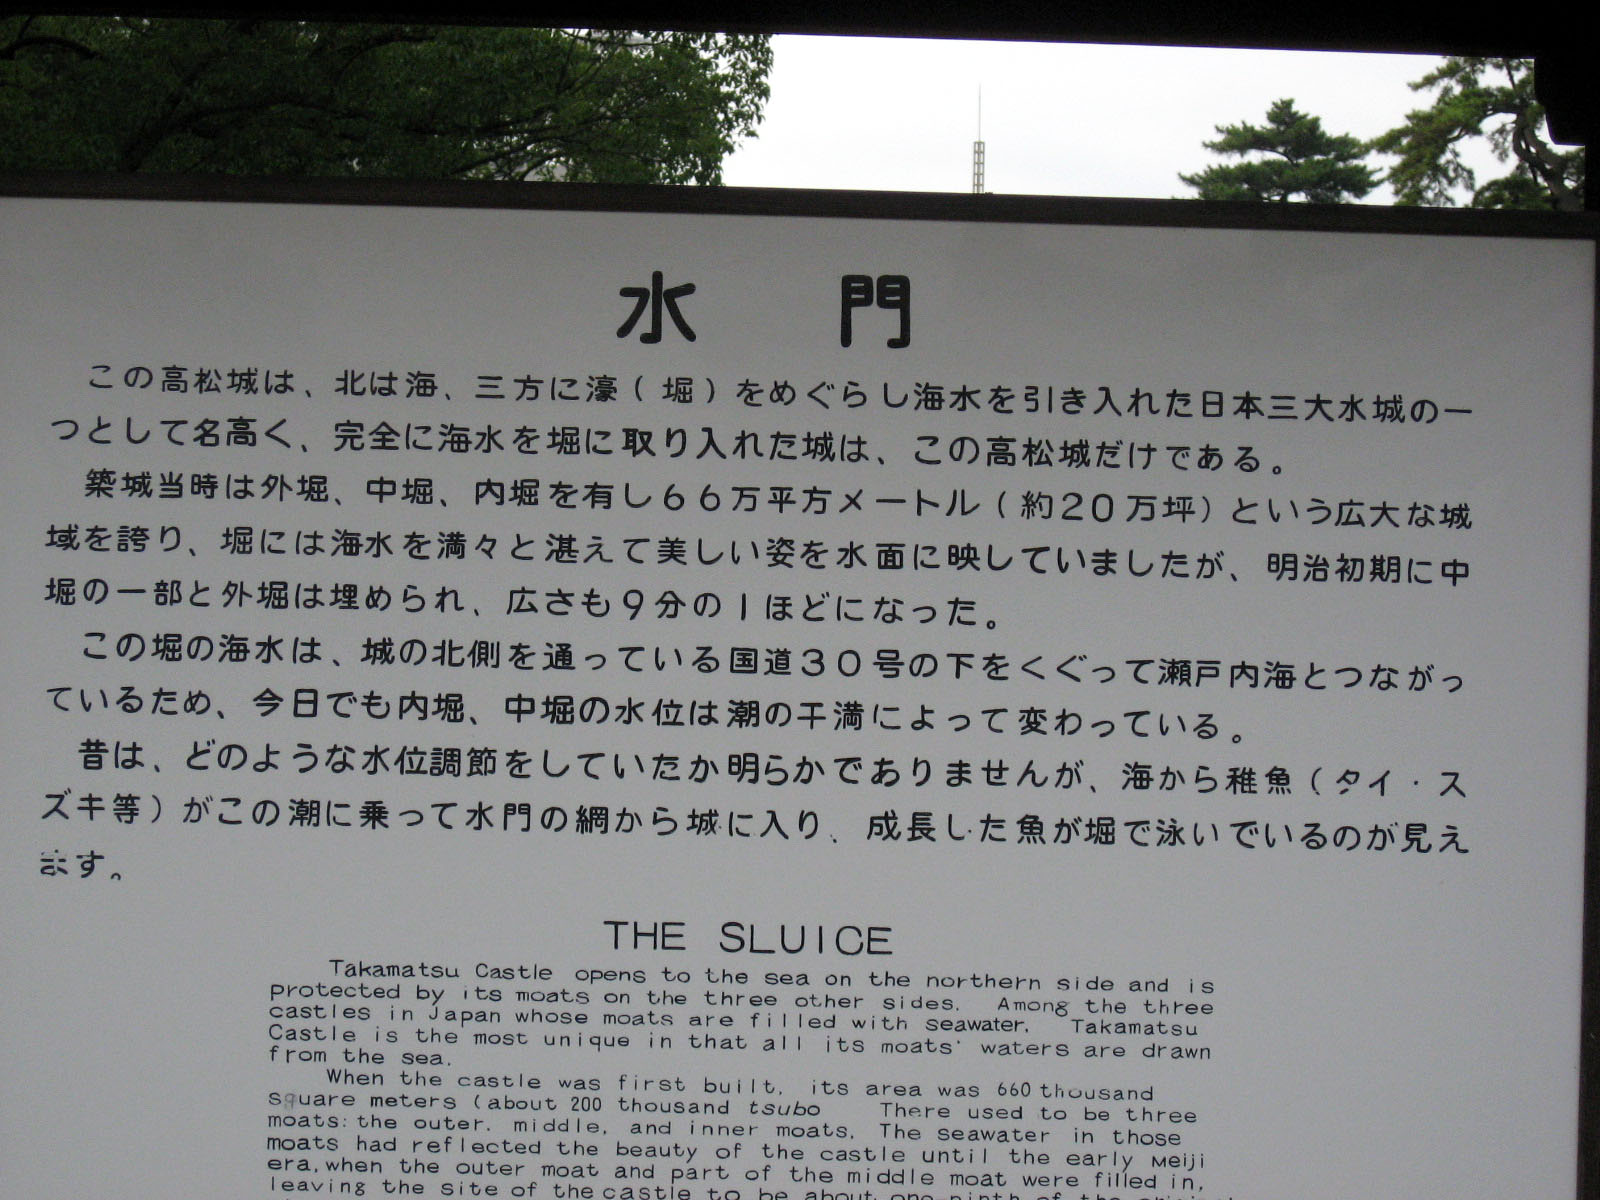 水 門
この高松城は、北は海、三方に濠(堀)をめぐらし海水を引き入れた日本三大水城の一
つとして名高く、完全に海水を堀に取り入れた城は、この高松城だけである。
築城当時は外堀、中堀、内堀を有し66万平方メートル(約20万坪)という広大な城
域を誇り、堀には海水を満々と湛えて美しい姿を水面に映していましたが、明治初期に中
堀の一部と外堀は埋められ、広さも9分の1ほどになった。
この堀の海水は、城の北側を通っている国道30号の下をくぐって瀬戸内海とつながっ
ているため、今日でも内堀、中堀の水位は潮の干満によって変わっている。
昔は、どのような水位調節をしていたか明らかでありませんが、海から稚魚(タイ・ス
ズキ等)がこの潮に乗って水門の網から城に入り、成長した魚が堀で泳いでいるのが見え
ます。
THE SLUICE
Takamatsu Castle opens to the sea on the northern side and is
protected by its moats on the three other sides. Among the three
castles in Japan whose moats are filled with seawater. Takamatsu
Castle is the most unique in that all its moats' waters are drawn
from the sea.
When the castle was first built, its area was 660 thousand
square meters (about 200 thousand tsubo There used to be three
moats: the outer. middle, and inner moats. The seawater in those
moats had reflected the beauty of the castle until the early Meiji
era, when the outer moat and part of the middle moat were filled in,
leaving the site of the castle to be about one-ninth of the